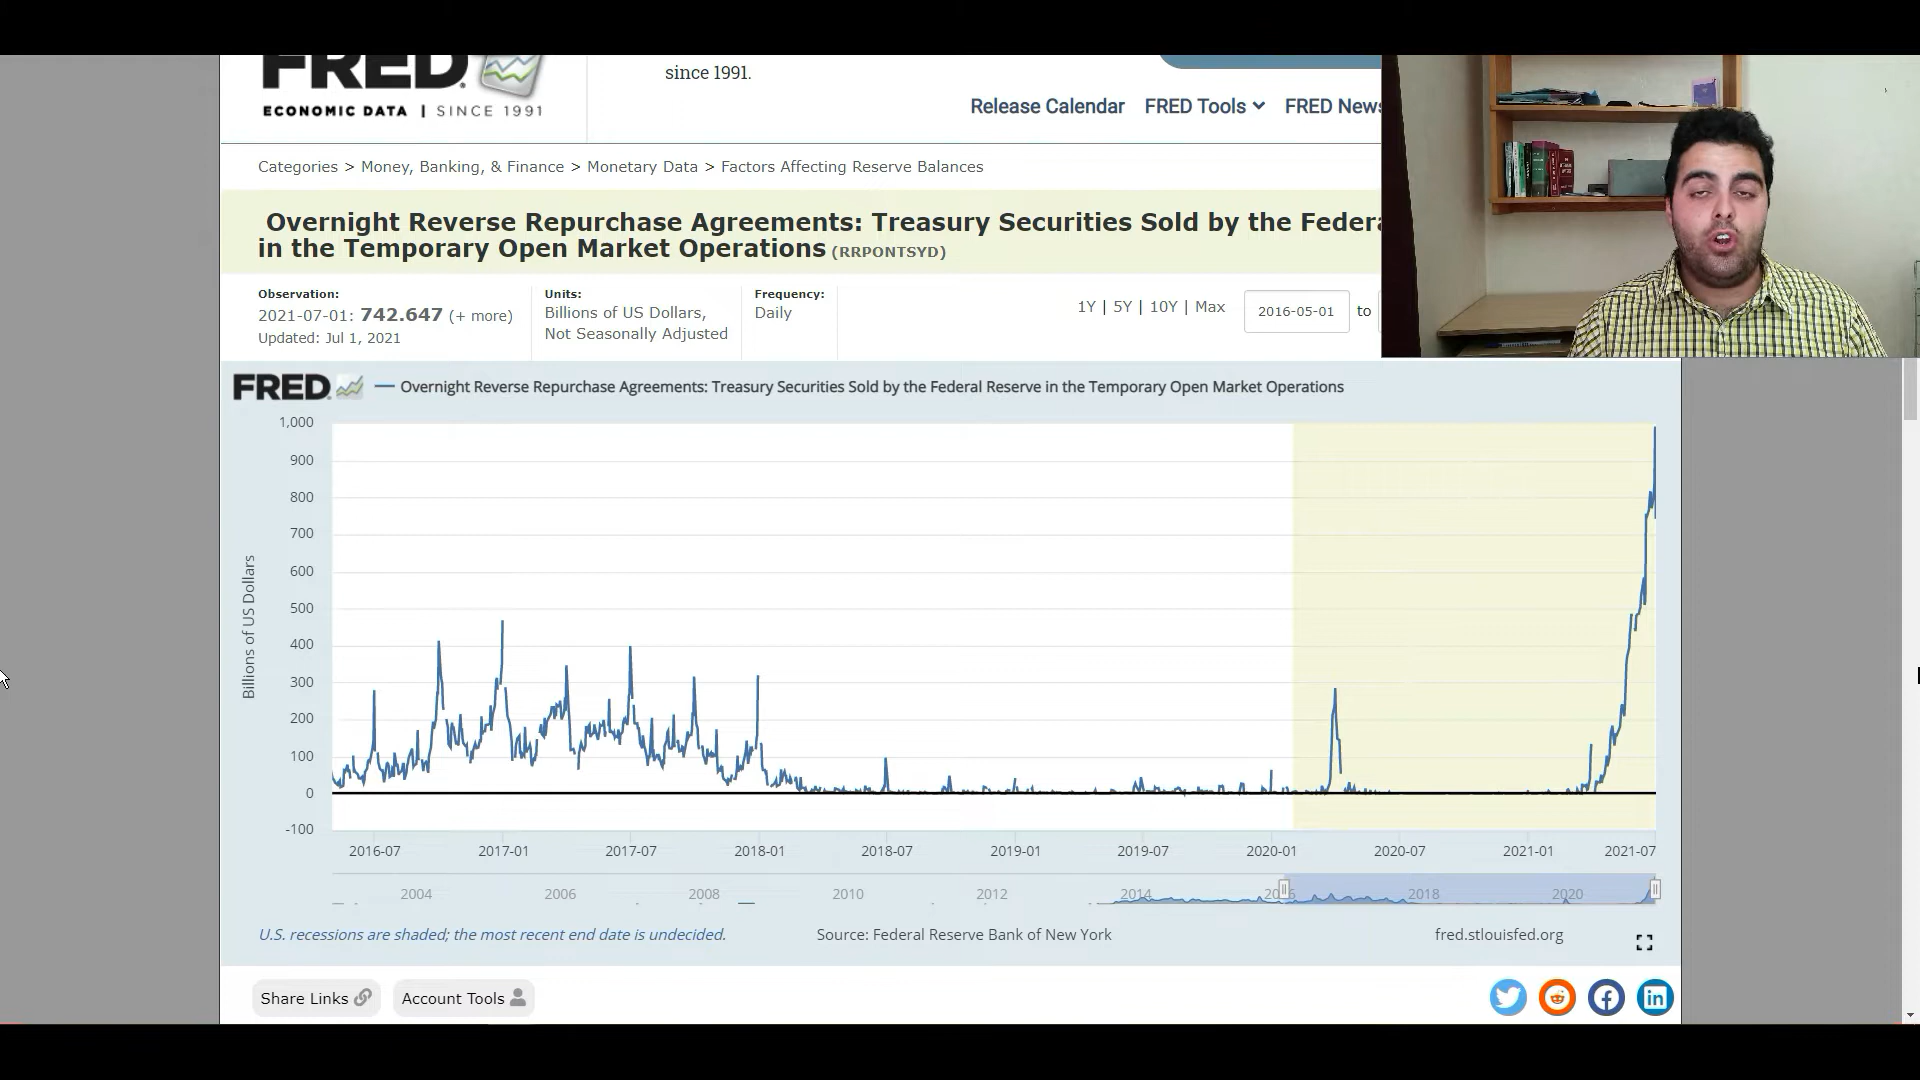 FRED
since 1991.
ECONOMIC DATA | SINCE 1991
Release Calendar FRED Tools FRED News
Categories > Money, Banking, & Finance > Monetary Data > Factors Affecting Reserve Balances
Overnight Reverse Repurchase Agreements: Treasury Securities Sold by the Federa
in the Temporary Open Market Operations (RRPONTSYD)
Observation:
2021-07-01: 742.647 (+ more)
Updated: Jul 1, 2021
Units:
Billions of US Dollars,
Not Seasonally Adjusted
Frequency:
Daily
1Y | 5Y | 10Y | Max
2016-05-01 to
FRED Overnight Reverse Repurchase Agreements: Treasury Securities Sold by the Federal Reserve in the Temporary Open Market Operations
1,000
900
800
700
600
500
400
300
200
100
0
-100
Billions of US Dollars
2016-07 2017-01 2017-07 2018-01 2018-07 2019-01 2019-07 2020-01 2020-07 2021-01 2021-07
2004 2006 2008 2010 2012 2014 2016 2018 2020
U.S. recessions are shaded; the most recent end date is undecided.
Source: Federal Reserve Bank of New York
fred.stlouisfed.org
Share Links
Account Tools
in